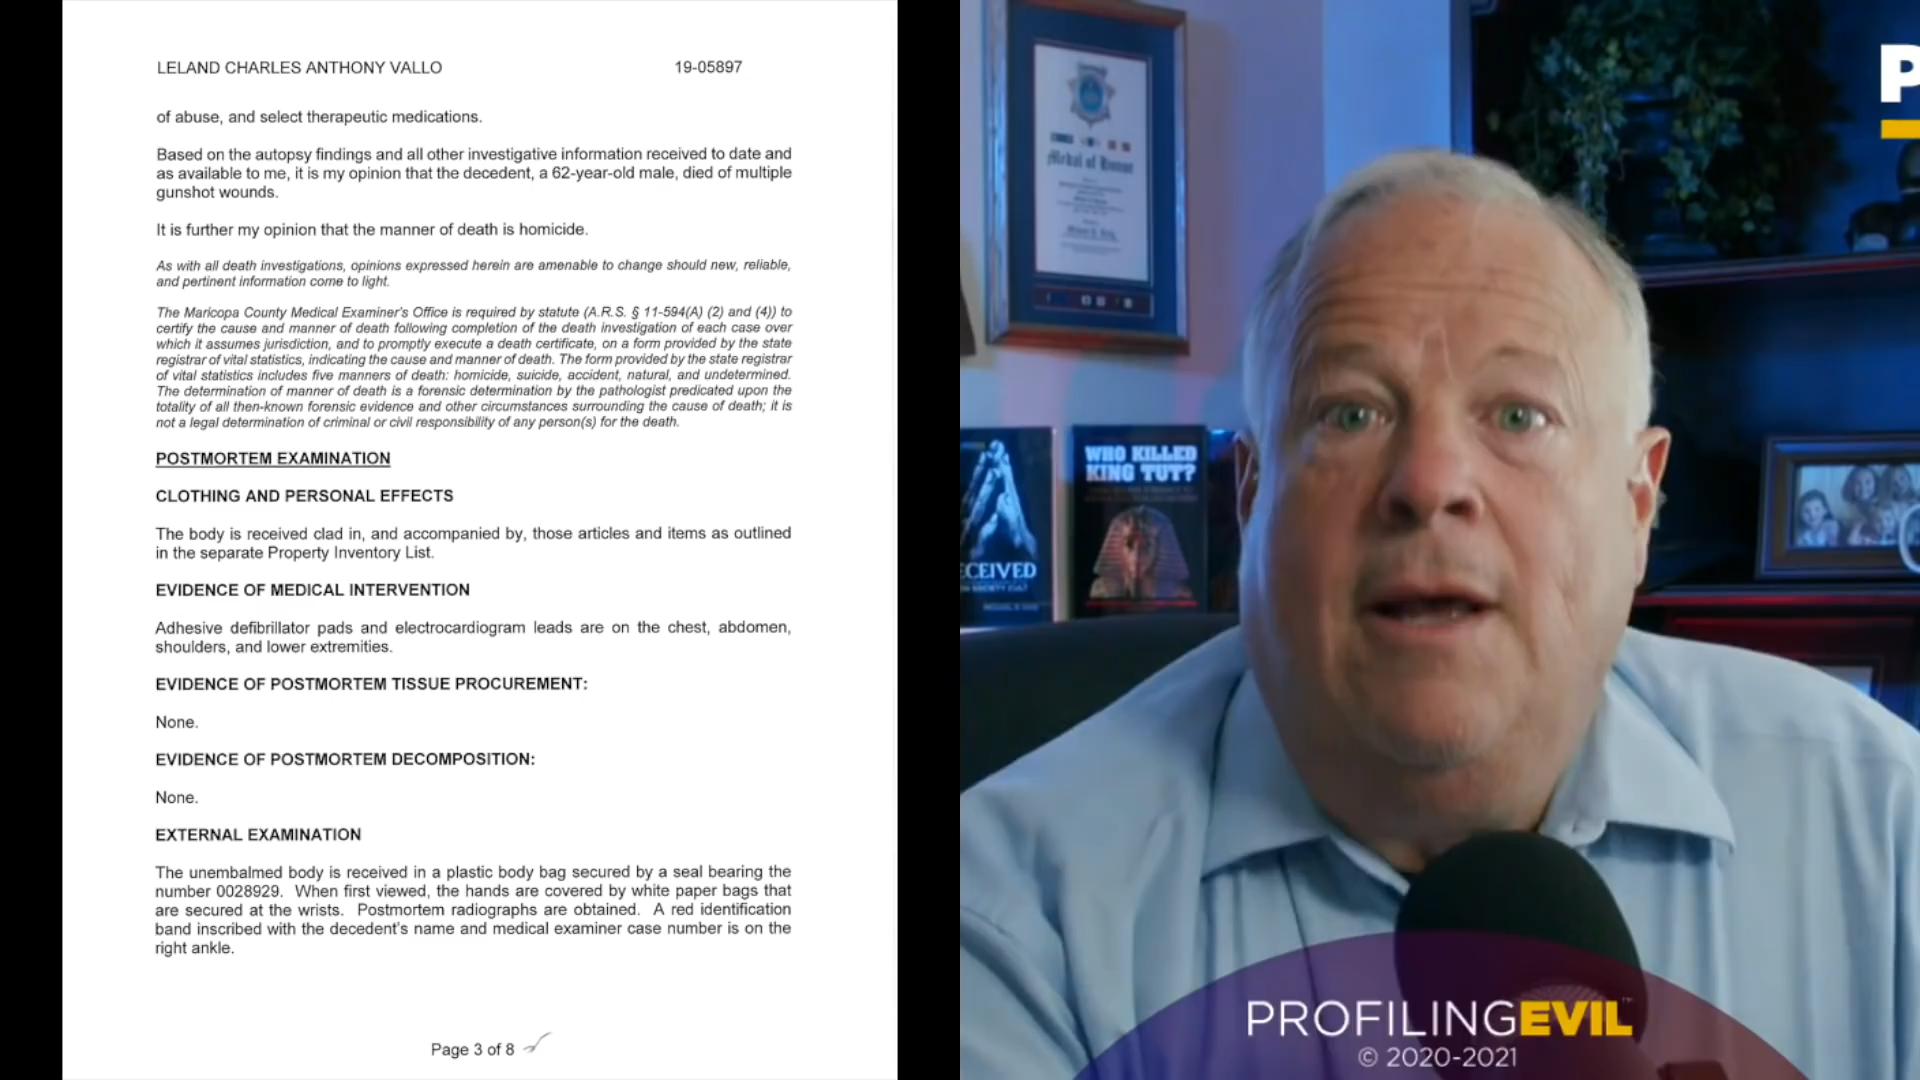 LELAND CHARLES ANTHONY VALLO 19-05897
of abuse, and select therapeutic medications.
Based on the autopsy findings and all other investigative information received to date and
as available to me, it is my opinion that the decedent, a 62-year-old male, died of multiple
gunshot wounds.
It is further my opinion that the manner of death is homicide.
As with all death investigations, opinions expressed herein are amenable to change should new, reliable,
and pertinent information come to light.
The Maricopa County Medical Examiner's Office is required by statute (A.R.S. § 11-594(A) (2) and (4)) to
certify the cause and manner of death following completion of the death investigation of each case over
which it assumes jurisdiction, and to promptly execute a death certificate, on a form provided by the state
registrar of vital statistics, indicating the cause and manner of death. The form provided by the state registrar
of vital statistics includes five manners of death: homicide, suicide, accident, natural, and undetermined.
The determination of manner of death is a forensic determination by the pathologist predicated upon the
totality of all then-known forensic evidence and other circumstances surrounding the cause of death; it is
not a legal determination of criminal or civil responsibility of any person(s) for the death.
POSTMORTEM EXAMINATION
CLOTHING AND PERSONAL EFFECTS
The body is received clad in, and accompanied by, those articles and items as outlined
in the separate Property Inventory List.
EVIDENCE OF MEDICAL INTERVENTION
Adhesive defibrillator pads and electrocardiogram leads are on the chest, abdomen,
shoulders, and lower extremities.
EVIDENCE OF POSTMORTEM TISSUE PROCUREMENT:
None.
EVIDENCE OF POSTMORTEM DECOMPOSITION:
None.
EXTERNAL EXAMINATION
The unembalmed body is received in a plastic body bag secured by a seal bearing the
number 0028929. When first viewed, the hands are covered by white paper bags that
are secured at the wrists. Postmortem radiographs are obtained. A red identification
band inscribed with the decedent's name and medical examiner case number is on the
right ankle.
Page 3 of 8
Medal of Honor
WHO KILLED
KING TUT?
CEIVED
P
PROFILINGEVIL™
© 2020-2021